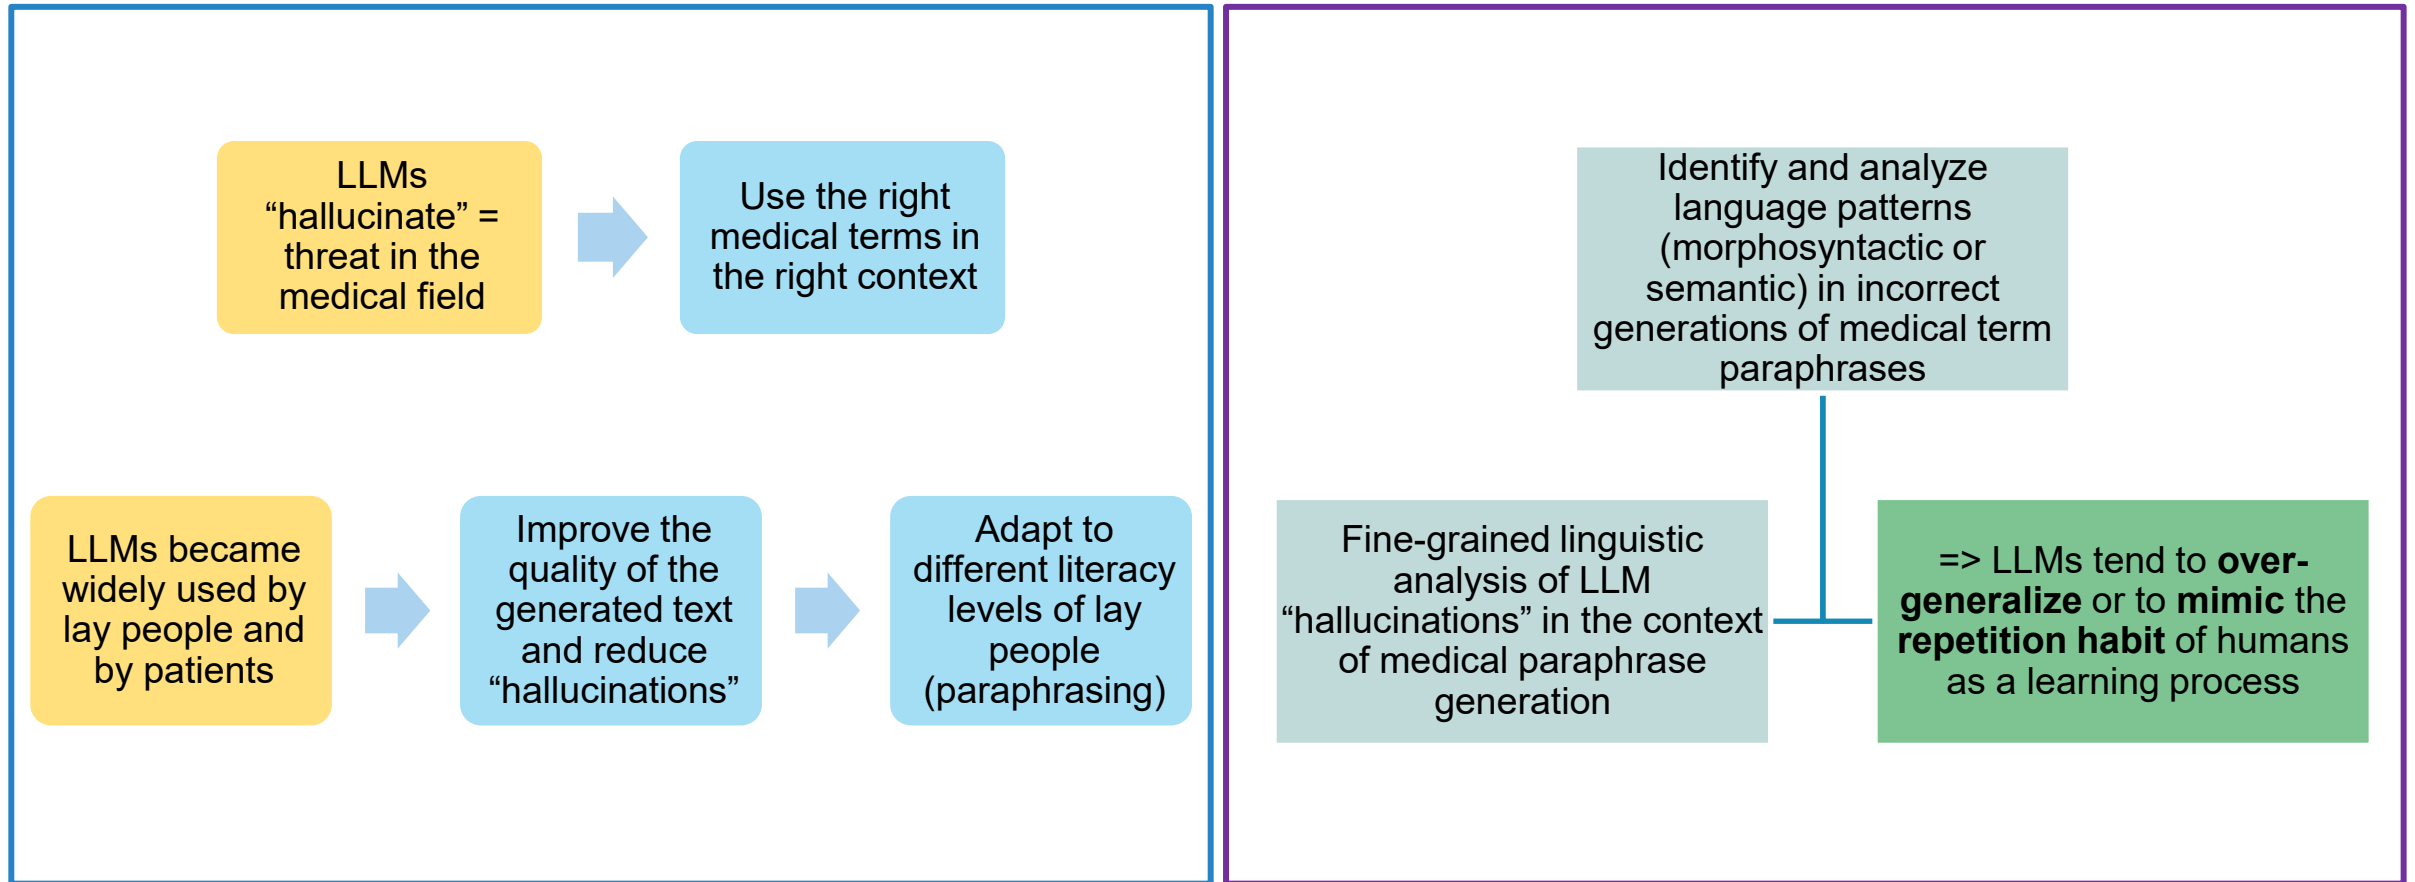 LLMs
“hallucinate” =
threat in the
medical field
Use the right
medical terms in
the right context
LLMs became
widely used by
lay people and
by patients
Improve the
quality of the
generated text
and reduce
“hallucinations”
Adapt to
different literacy
levels of lay
people
(paraphrasing)
Identify and analyze
language patterns
(morphosyntactic or
semantic) in incorrect
generations of medical term
paraphrases
Fine-grained linguistic
analysis of LLM
“hallucinations” in the context
of medical paraphrase
generation
=> LLMs tend to over-
generalize or to mimic the
repetition habit of humans
as a learning process